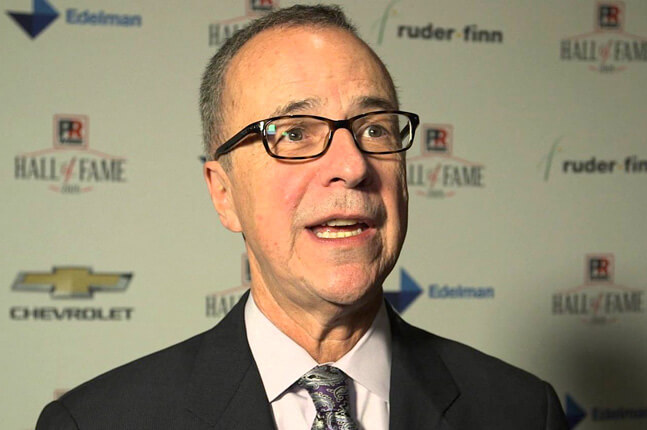 Edelman
HALL of FAME
ruder·finn
PR
HALL of FAME
PR
HALL of FAME
PR
HALL of FAME
ruder·finn
CHEVROLET
Edelman
PR
HALL of FAME
Edelman